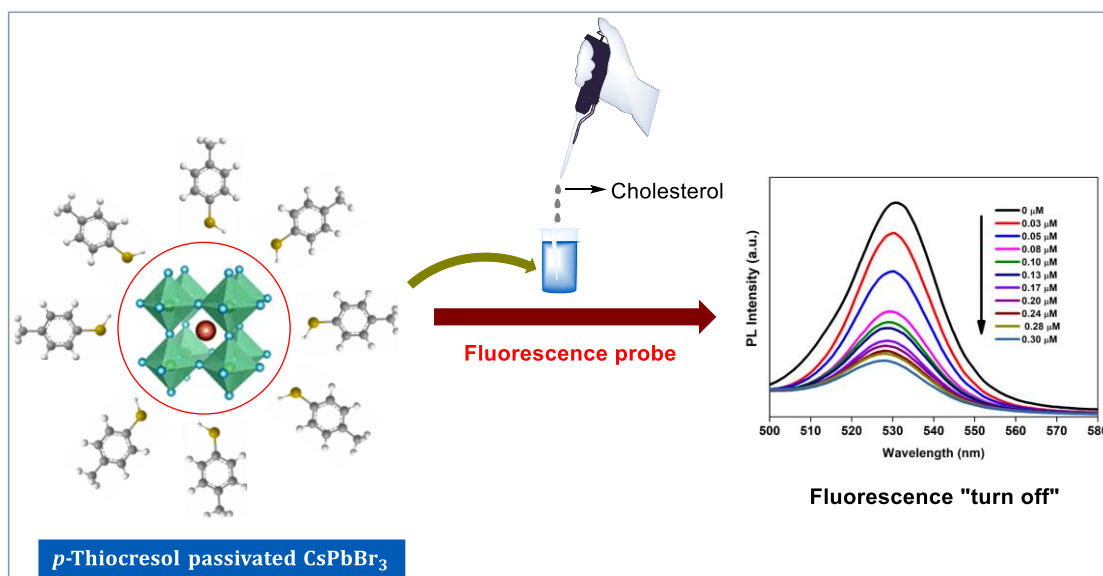 Cholesterol
Fluorescence probe
p-Thiocresol passivated CsPbBr₃
PL Intensity (a.u.)
0 μM
0.03 μM
0.05 μM
0.08 μM
0.10 μM
0.13 μM
0.17 μM
0.20 μM
0.24 μM
0.28 μM
0.30 μM
500 510 520 530 540 550 560 570 580
Wavelength (nm)
Fluorescence "turn off"